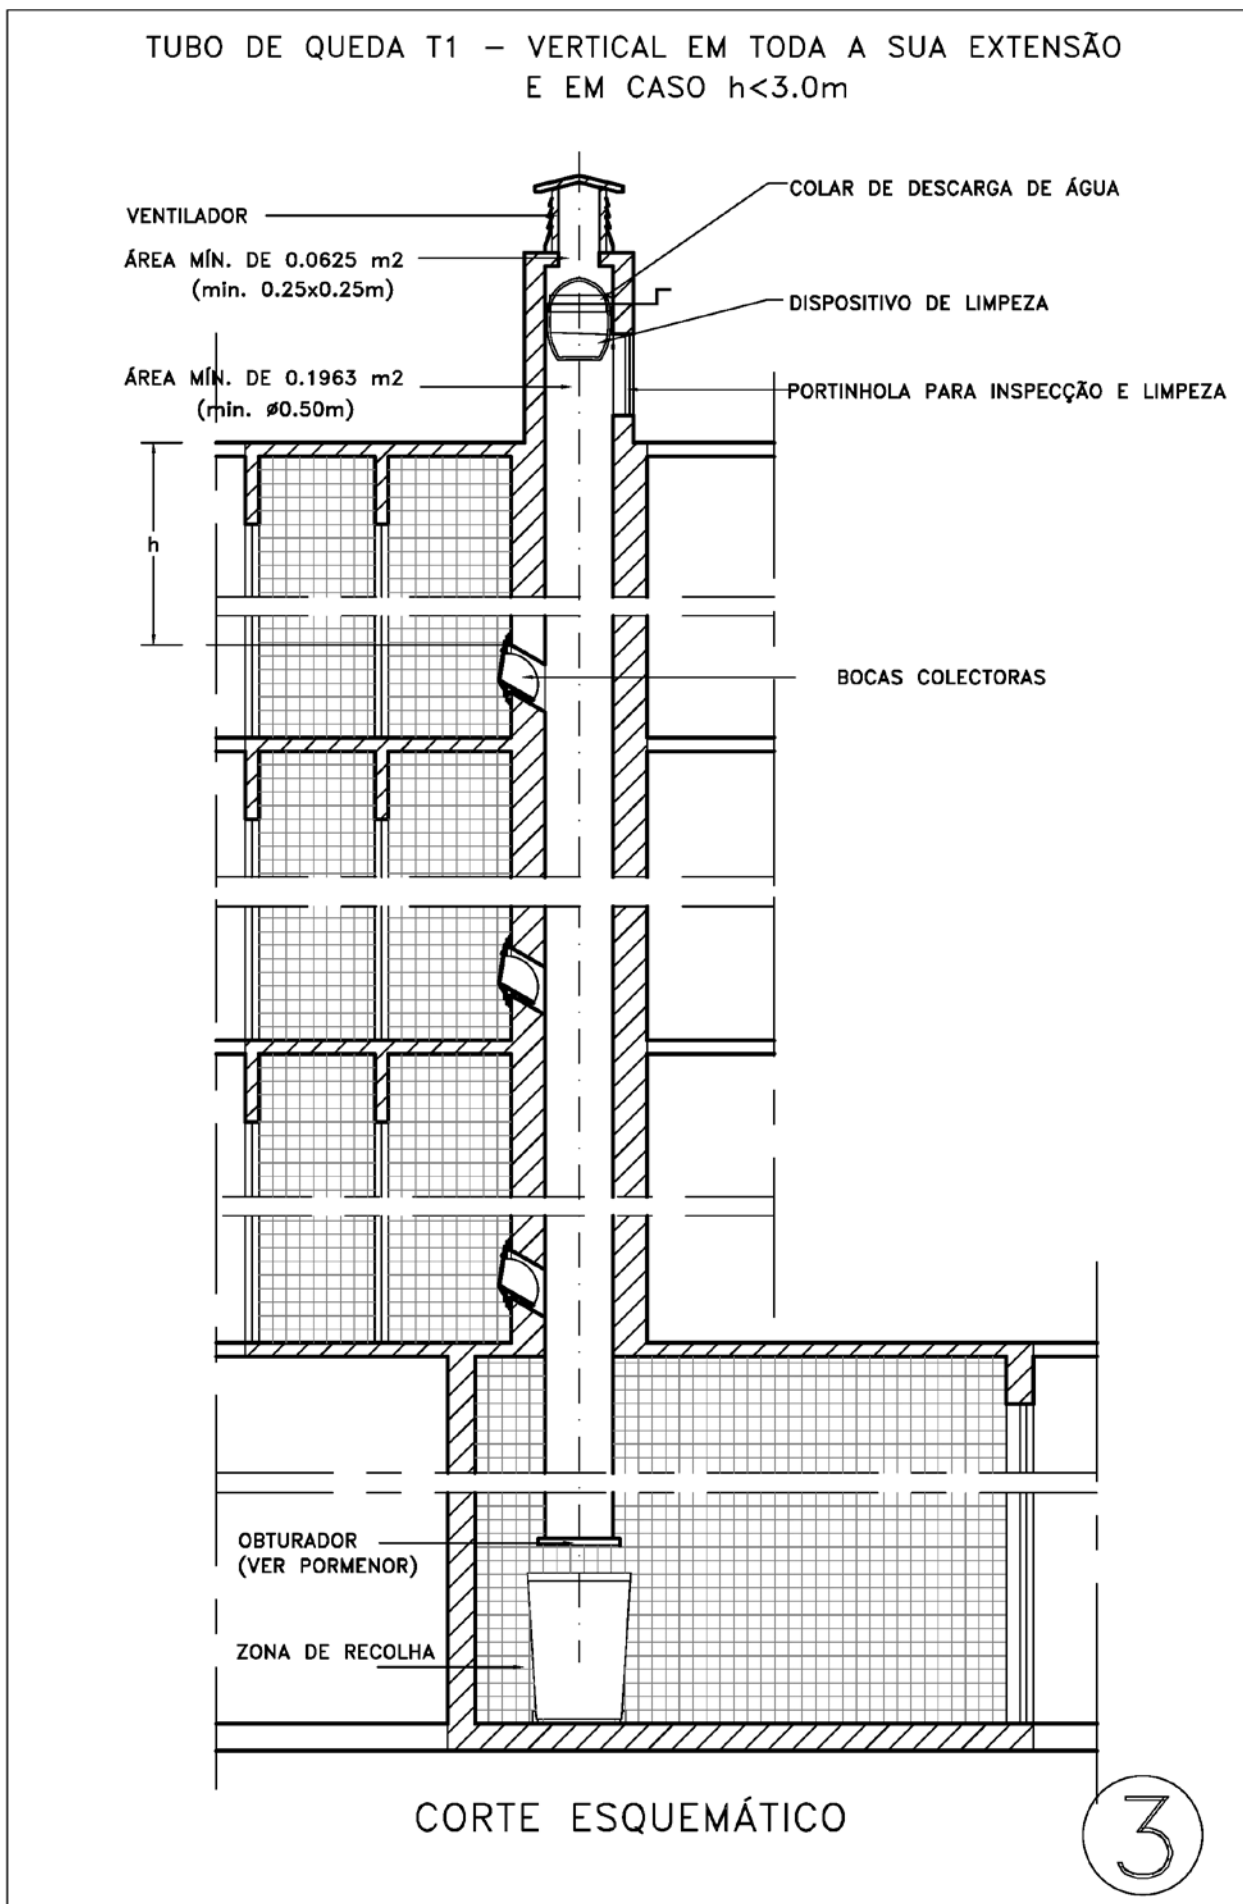 TUBO DE QUEDA T1 – VERTICAL EM TODA A SUA EXTENSÃO
E EM CASO h<3.0m
COLAR DE DESCARGA DE ÁGUA
VENTILADOR
ÁREA MÍN. DE 0.0625 m2
(min. 0.25x0.25m)
DISPOSITIVO DE LIMPEZA
ÁREA MÍN. DE 0.1963 m2
(min. ø0.50m)
PORTINHOLA PARA INSPECÇÃO E LIMPEZA
h
BOCAS COLECTORAS
OBTURADOR
(VER PORMENOR)
ZONA DE RECOLHA
CORTE ESQUEMÁTICO
3